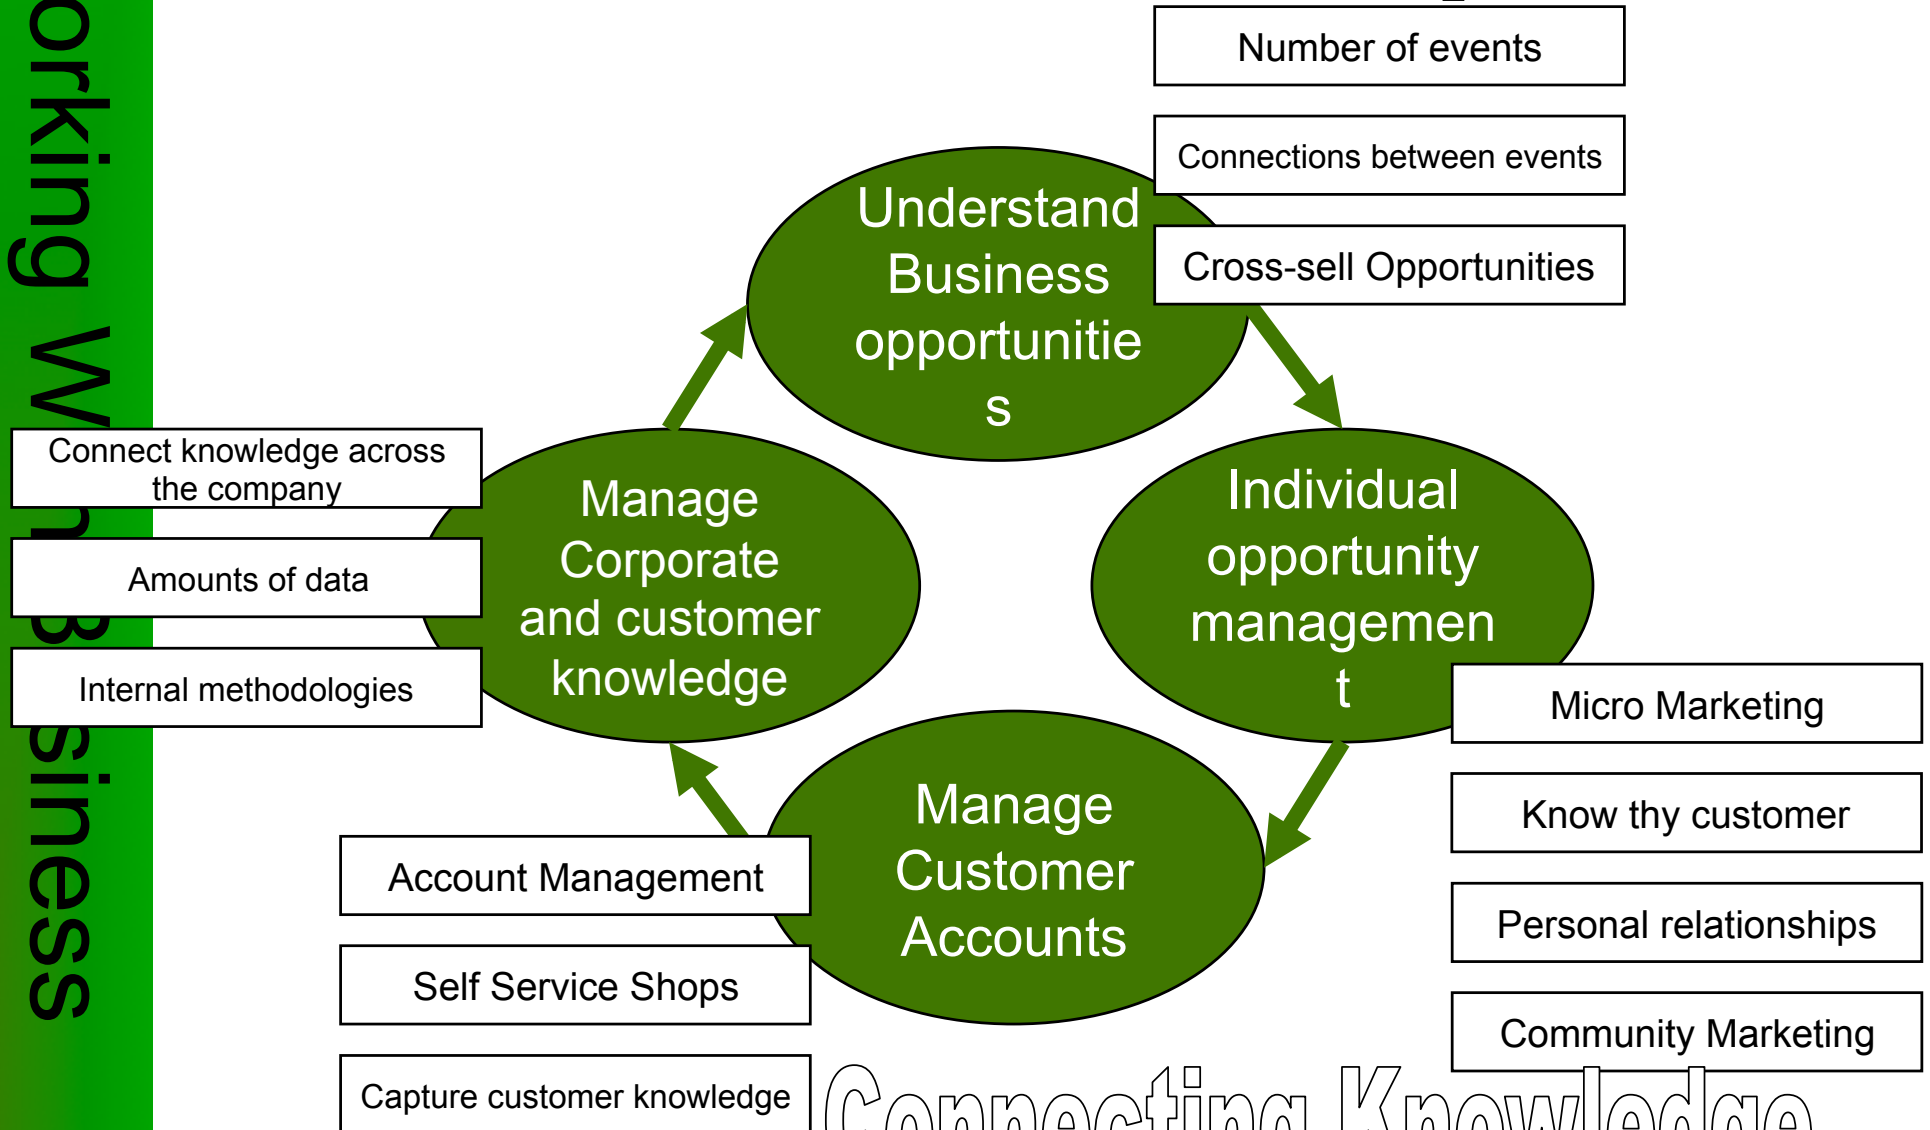 orking W
siness
Number of events
Connections between events
Cross-sell Opportunities
Understand
Business
opportunitie
s
Connect knowledge across
the company
Amounts of data
Internal methodologies
Manage
Corporate
and customer
knowledge
Individual
opportunity
managemen
t
Micro Marketing
Know thy customer
Personal relationships
Community Marketing
Manage
Customer
Accounts
Account Management
Self Service Shops
Capture customer knowledge
Connecting Knowledge